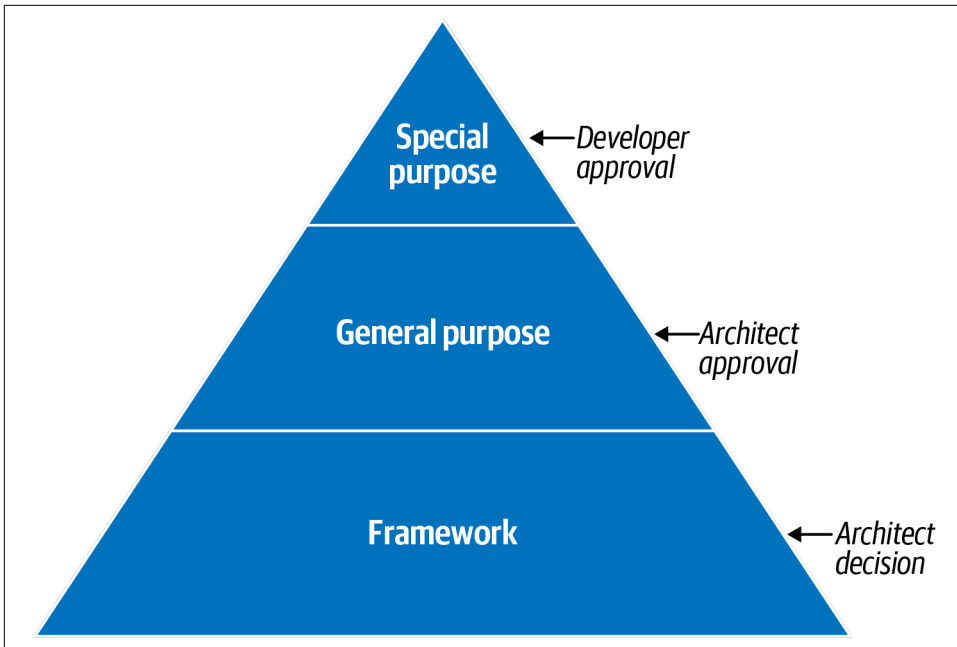 Special
purpose
Developer
approval
General purpose
Architect
approval
Framework
Architect
decision